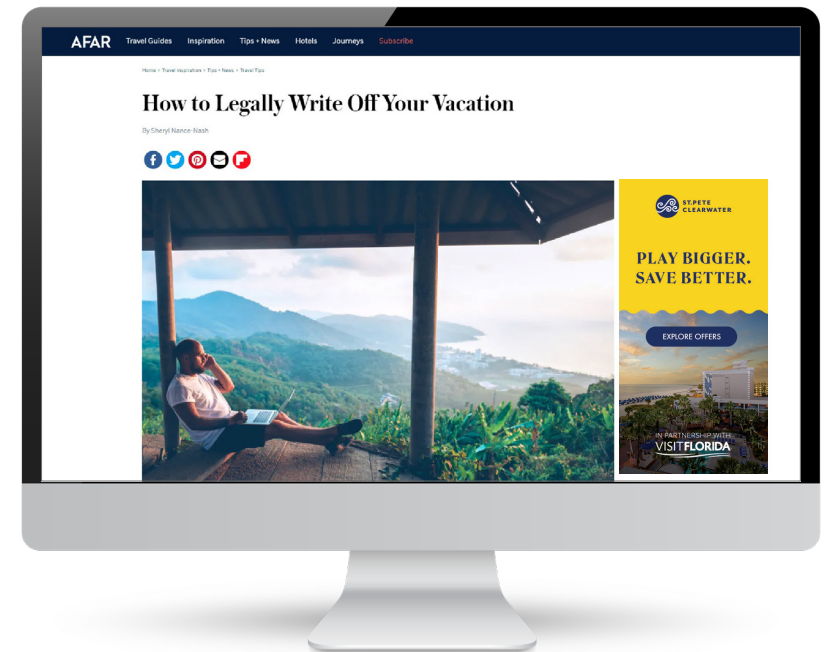 AFAR Travel Guides Inspiration Tips + News Hotels Journeys Subscribe
Home > Travel Inspiration > Tips + News > Travel Tips
How to Legally Write Off Your Vacation
By Sheryl Nance-Nash
ST.PETE
CLEARWATER
PLAY BIGGER.
SAVE BETTER.
EXPLORE OFFERS
IN PARTNERSHIP WITH
VISITFLORIDA